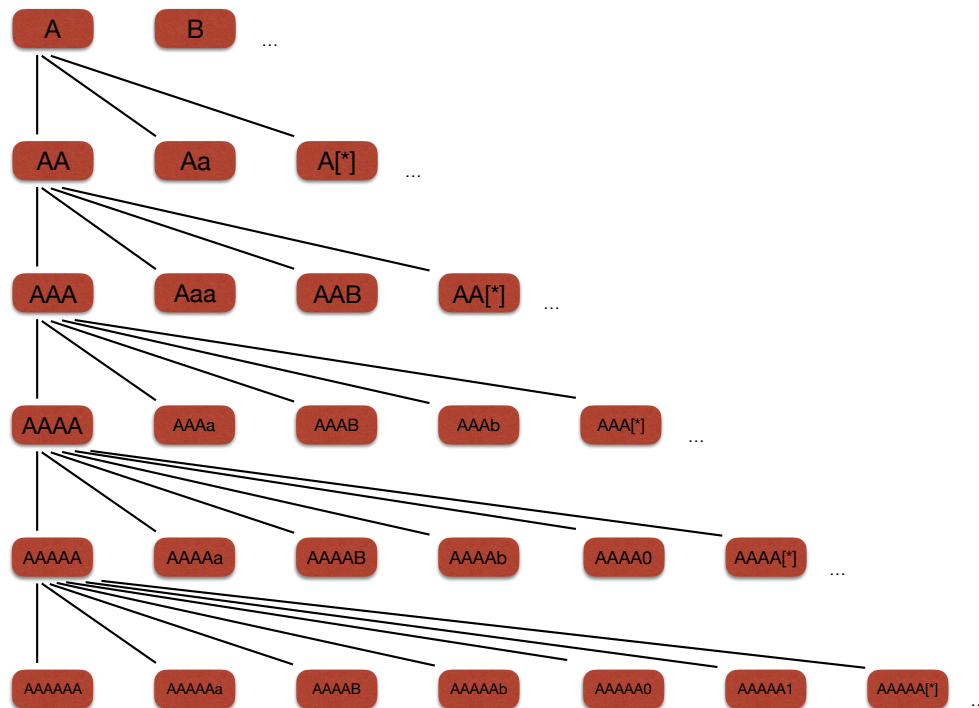 A B ...
AA Aa A[*] ...
AAA Aaa AAB AA[*] ...
AAAA AAAa AAAB AAAb AAA[*] ...
AAAAA AAAAa AAAAB AAAAb AAAA0 AAAA[*] ...
AAAAAA AAAAAa AAAAB AAAAAb AAAAA0 AAAAA1 AAAAA[*] ...